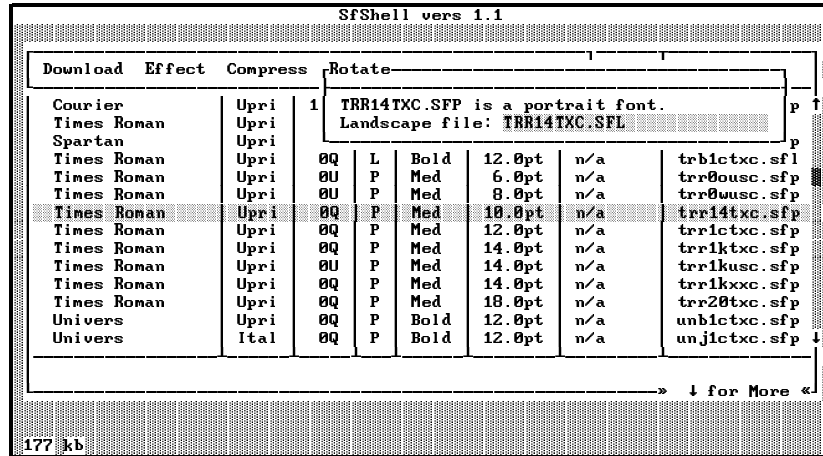 SfShell vers 1.1
Download Effect Compress Rotate
Courier Upri 1 TRR14TXC.SFP is a portrait font. p ↑
Times Roman Upri Landscape file: TRR14TXC.SFL
Spartan Upri p
Times Roman Upri 0Q L Bold 12.0pt n/a trb1ctxc.sfl
Times Roman Upri 0U P Med 6.0pt n/a trr0ousc.sfp
Times Roman Upri 0U P Med 8.0pt n/a trr0wusc.sfp
Times Roman Upri 0Q P Med 10.0pt n/a trr14txc.sfp
Times Roman Upri 0Q P Med 12.0pt n/a trr1ctxc.sfp
Times Roman Upri 0Q P Med 14.0pt n/a trr1ktxc.sfp
Times Roman Upri 0U P Med 14.0pt n/a trr1kusc.sfp
Times Roman Upri 0Q P Med 14.0pt n/a trr1kxxc.sfp
Times Roman Upri 0Q P Med 18.0pt n/a trr20txc.sfp
Univers Upri 0Q P Bold 12.0pt n/a unb1ctxc.sfp
Univers Ital 0Q P Bold 12.0pt n/a unj1ctxc.sfp ↓
» ↓ for More «
177 kb